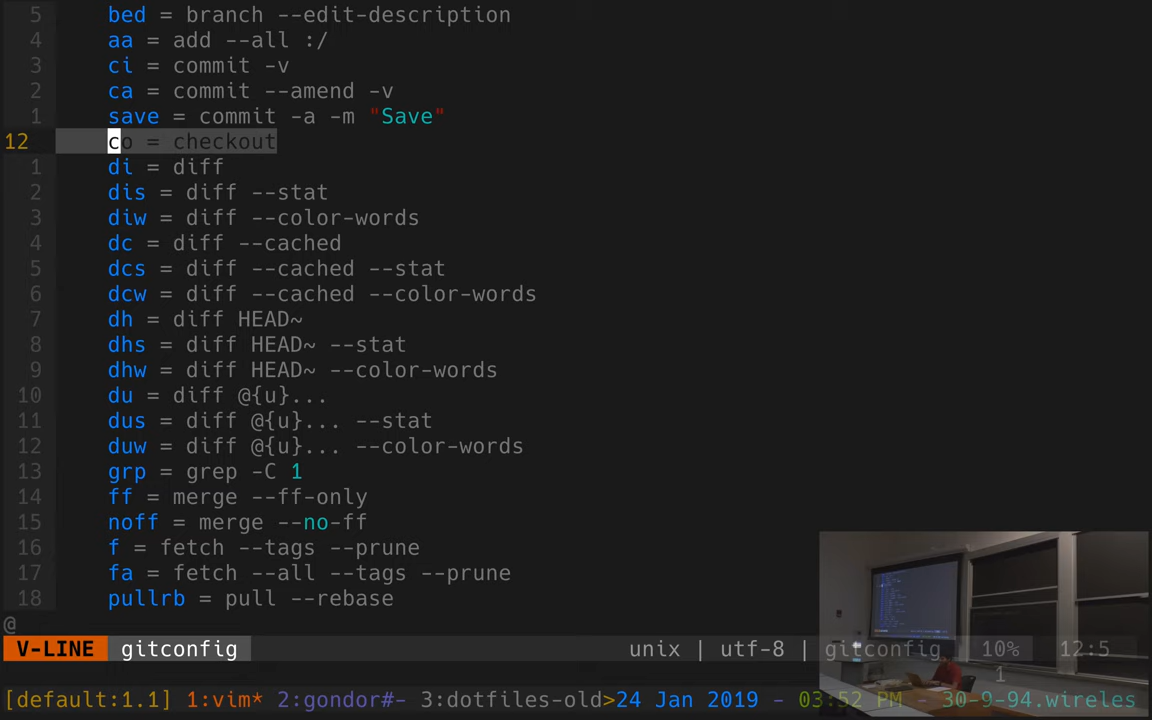 5 bed = branch --edit-description
4 aa = add --all :/
3 ci = commit -v
2 ca = commit --amend -v
1 save = commit -a -m "Save"
12 co = checkout
1 di = diff
2 dis = diff --stat
3 diw = diff --color-words
4 dc = diff --cached
5 dcs = diff --cached --stat
6 dcw = diff --cached --color-words
7 dh = diff HEAD~
8 dhs = diff HEAD~ --stat
9 dhw = diff HEAD~ --color-words
10 du = diff @{u}...
11 dus = diff @{u}... --stat
12 duw = diff @{u}... --color-words
13 grp = grep -C 1
14 ff = merge --ff-only
15 noff = merge --no-ff
16 f = fetch --tags --prune
17 fa = fetch --all --tags --prune
18 pullrb = pull --rebase
@
V-LINE gitconfig unix | utf-8 | gitconfig 10% 12:5
1
[default:1.1] 1:vim* 2:gondor#- 3:dotfiles-old>24 Jan 2019 - 03:52 PM - 30-9-94.wireles